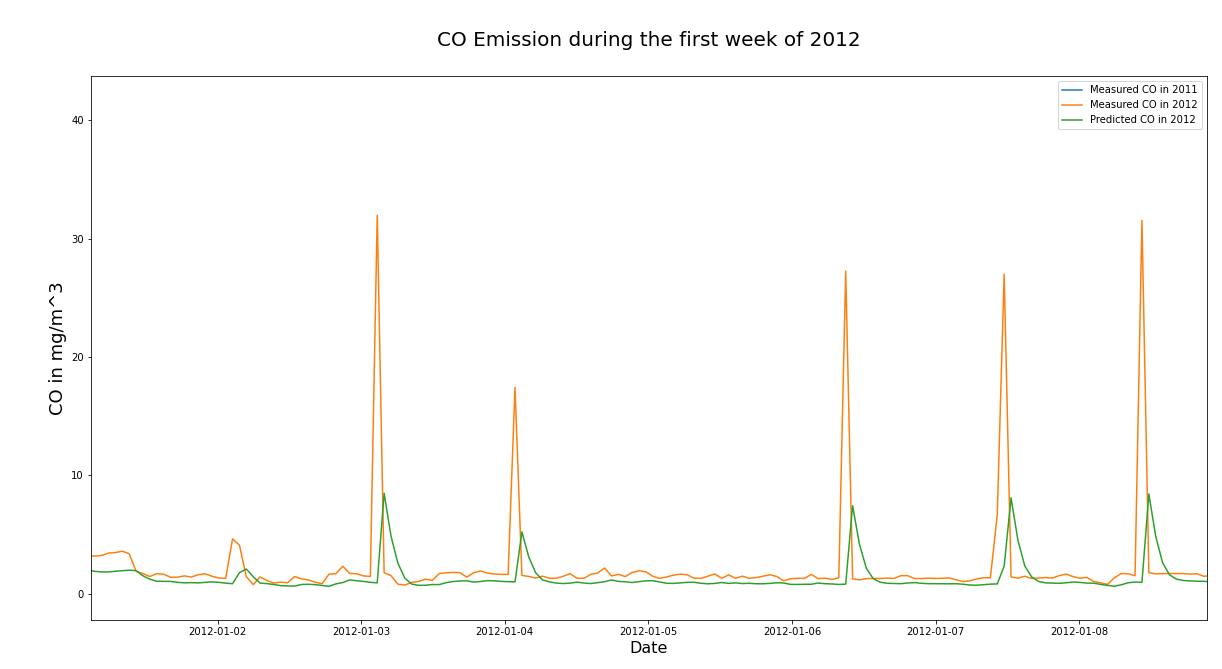 CO Emission during the first week of 2012
Measured CO in 2011
Measured CO in 2012
Predicted CO in 2012
40
30
20
10
0
CO in mg/m^3
2012-01-02
2012-01-03
2012-01-04
2012-01-05
2012-01-06
2012-01-07
2012-01-08
Date